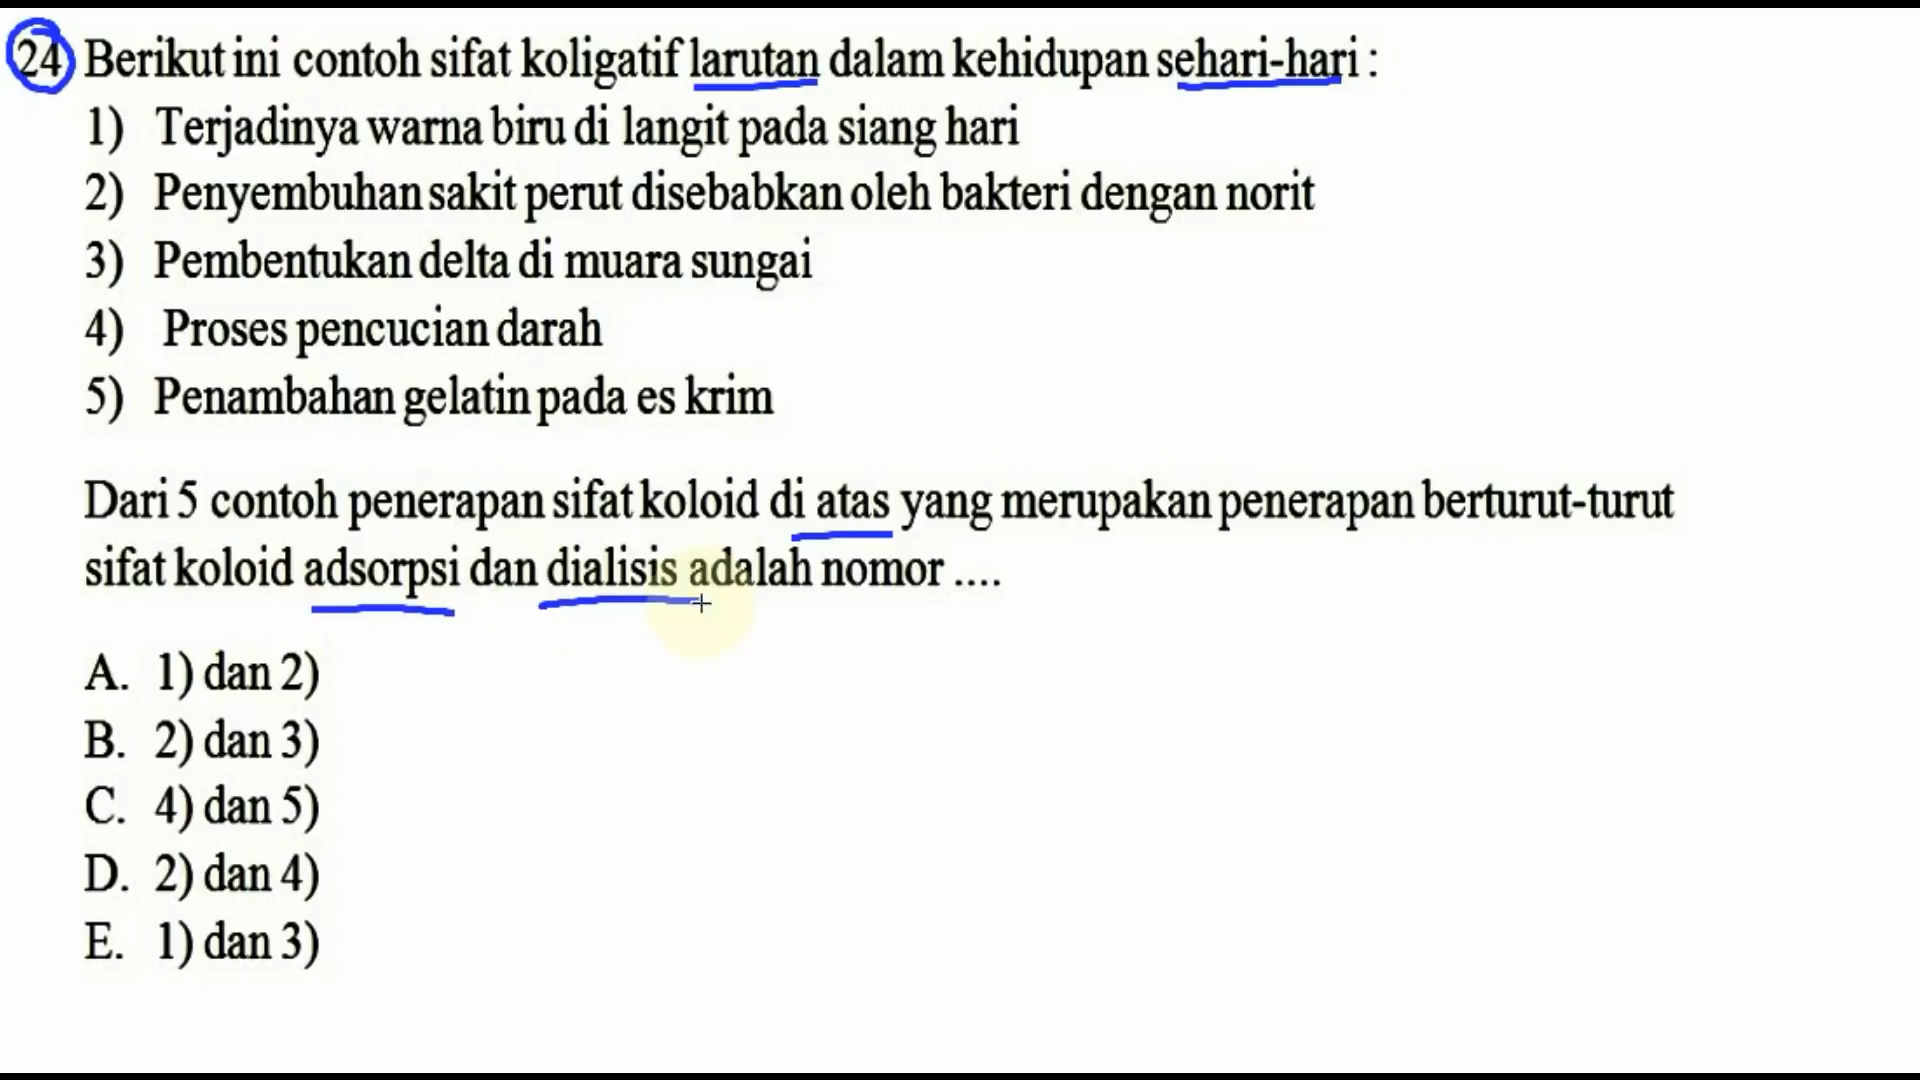 24 Berikut ini contoh sifat koligatif larutan dalam kehidupan sehari-hari :
1) Terjadinya warna biru di langit pada siang hari
2) Penyembuhan sakit perut disebabkan oleh bakteri dengan norit
3) Pembentukan delta di muara sungai
4) Proses pencucian darah
5) Penambahan gelatin pada es krim
Dari 5 contoh penerapan sifat koloid di atas yang merupakan penerapan berturut-turut
sifat koloid adsorpsi dan dialisis adalah nomor ....
A. 1) dan 2)
B. 2) dan 3)
C. 4) dan 5)
D. 2) dan 4)
E. 1) dan 3)